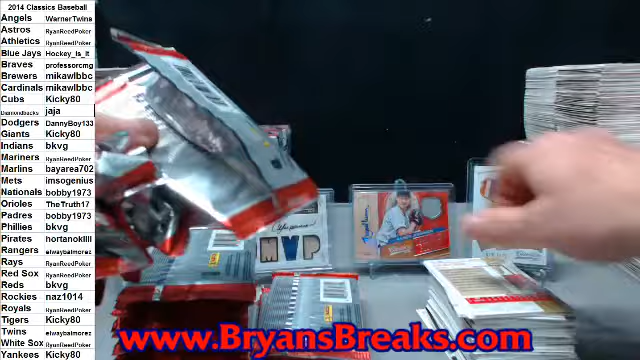 2014 Classics Baseball
Angels WarnerTwins
Astros RyanReedPoker
Athletics RyanReedPoker
Blue Jays Hockey_Is_It
Braves professorcmg
Brewers mikawlbbc
Cardinals mikawlbbc
Cubs Kicky80
Diamondbacks jaja
Dodgers DannyBoy133
Giants Kicky80
Indians bkvg
Mariners RyanReedPoker
Marlins bayarea702
Mets imsogenius
Nationals bobby1973
Orioles TheTruth17
Padres bobby1973
Phillies bkvg
Pirates hortanokilli
Rangers elwaybalmorez
Rays RyanReedPoker
Red Sox RyanReedPoker
Reds bkvg
Rockies naz1014
Royals RyanReedPoker
Tigers Kicky80
Twins elwaybalmorez
White Sox RyanReedPoker
Yankees Kicky80
MVP
www.BryansBreaks.com